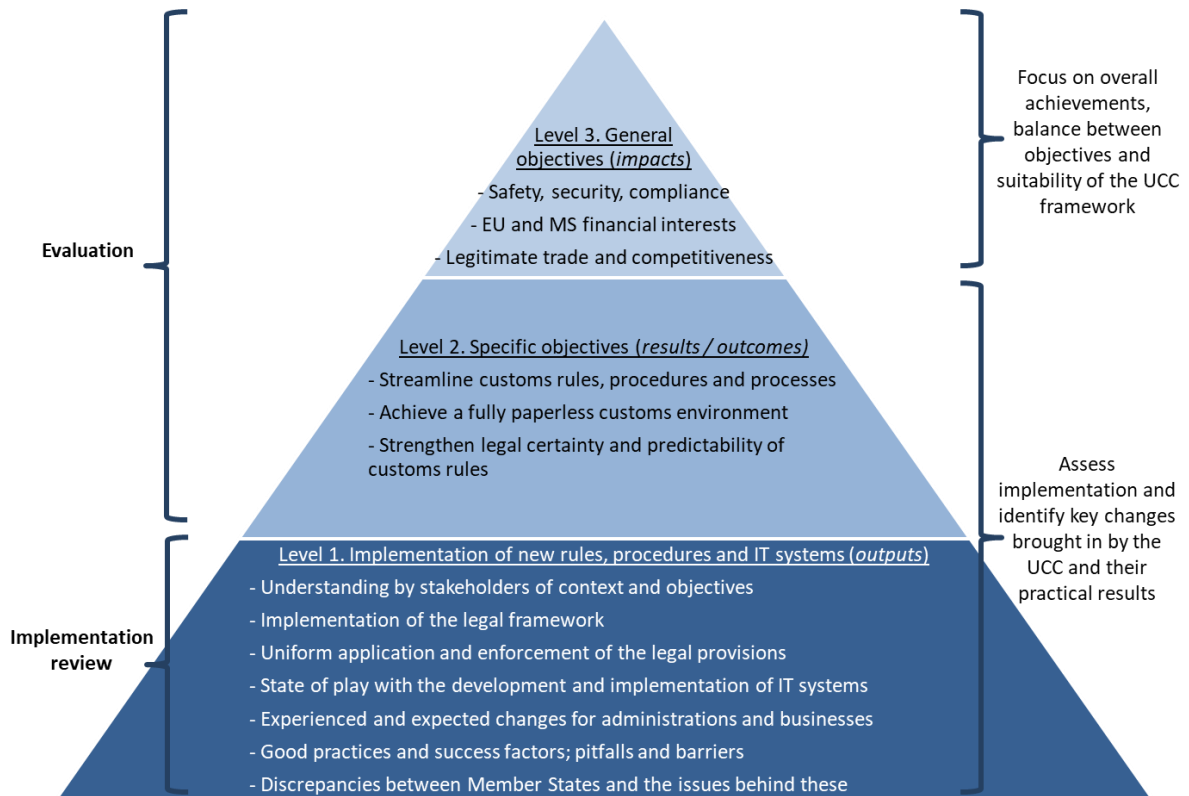 Level 3. General
objectives (impacts)
- Safety, security, compliance
- EU and MS financial interests
- Legitimate trade and competitiveness
Focus on overall
achievements,
balance between
objectives and
suitability of the UCC
framework
Evaluation
Level 2. Specific objectives (results / outcomes)
- Streamline customs rules, procedures and processes
- Achieve a fully paperless customs environment
- Strengthen legal certainty and predictability of
customs rules
Assess
implementation and
identify key changes
brought in by the
UCC and their
practical results
Level 1. Implementation of new rules, procedures and IT systems (outputs)
- Understanding by stakeholders of context and objectives
- Implementation of the legal framework
- Uniform application and enforcement of the legal provisions
- State of play with the development and implementation of IT systems
- Experienced and expected changes for administrations and businesses
- Good practices and success factors; pitfalls and barriers
- Discrepancies between Member States and the issues behind these
Implementation
review